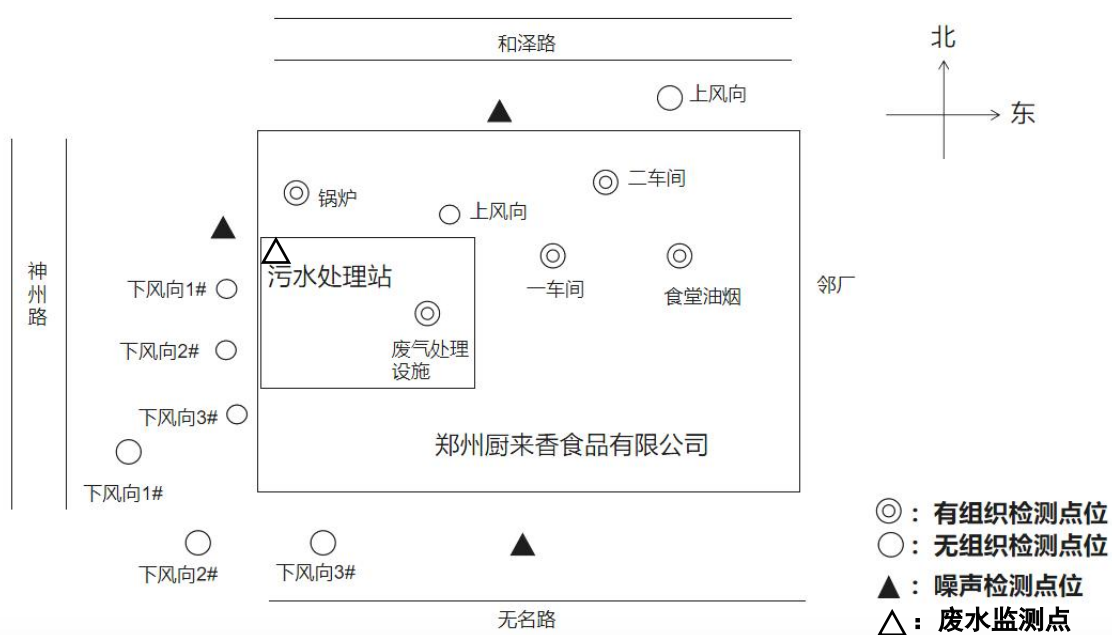 和泽路
北
上风向
东
二车间
锅炉
上风向
神
州
路
污水处理站
下风向1#
一车间
食堂油烟
邻厂
下风向2#
废气处理
设施
下风向3#
郑州厨来香食品有限公司
下风向1#
◎：有组织检测点位
○：无组织检测点位
下风向2#
下风向3#
▲：噪声检测点位
无名路
△：废水监测点